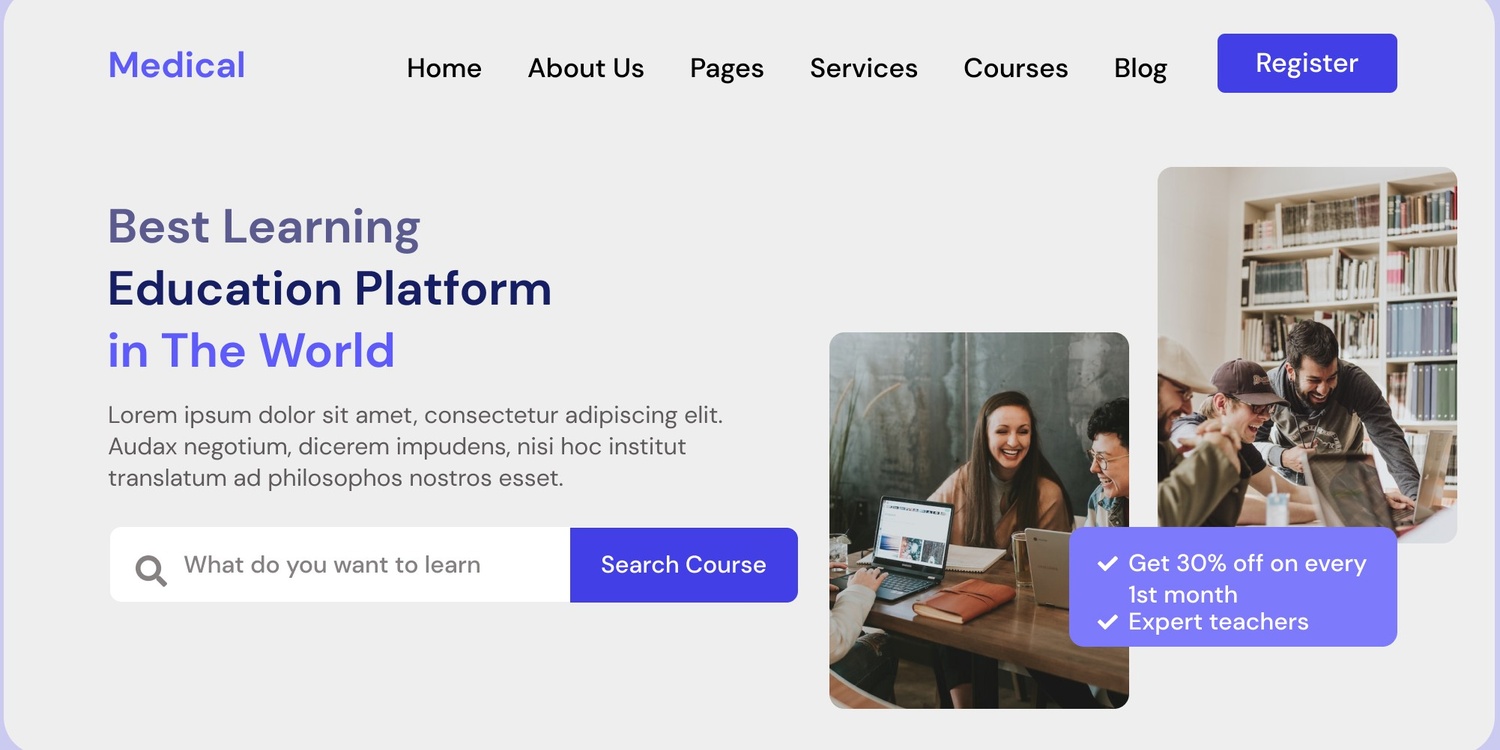 Medical
Home About Us Pages Services Courses Blog Register
Best Learning
Education Platform
in The World
Lorem ipsum dolor sit amet, consectetur adipiscing elit.
Audax negotium, dicerem impudens, nisi hoc institut
translatum ad philosophos nostros esset.
What do you want to learn Search Course
Get 30% off on every
1st month
Expert teachers